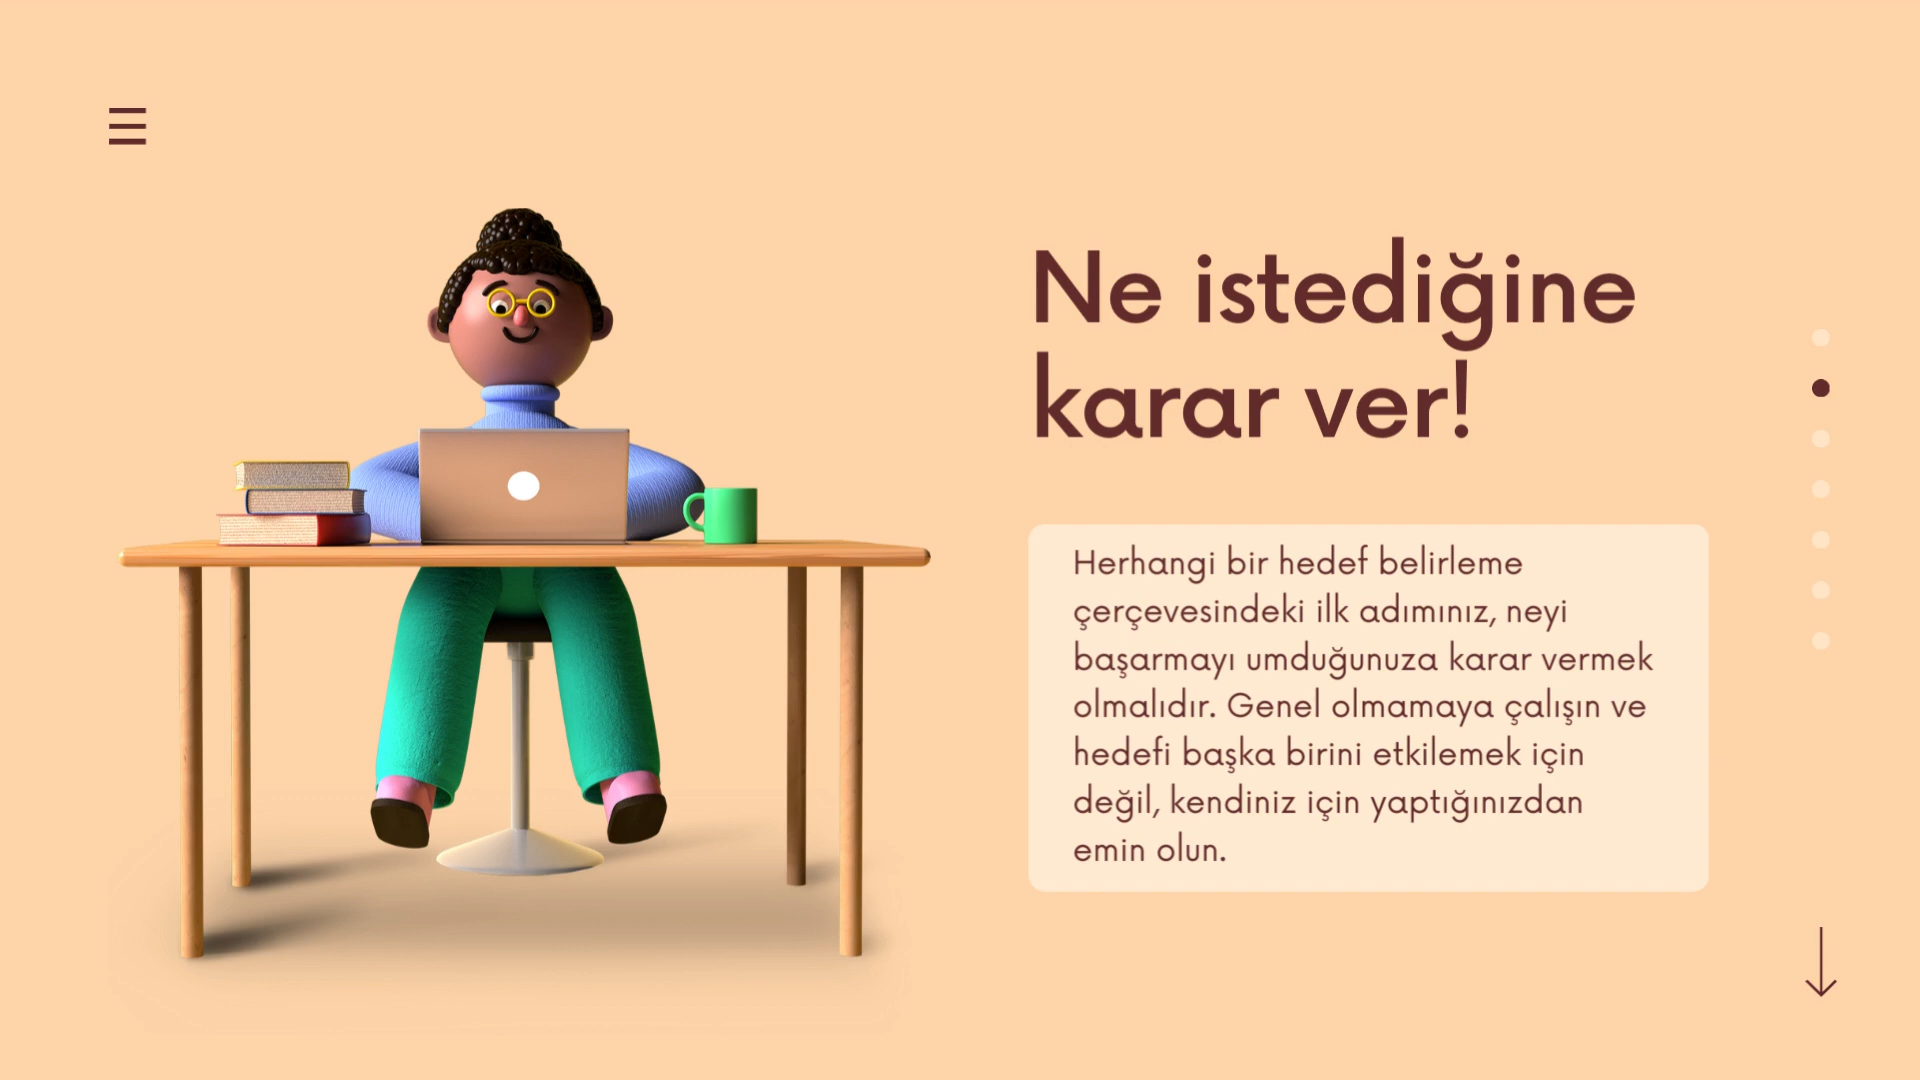 Ne istediğine
karar ver!
Herhangi bir hedef belirleme
çerçevesindeki ilk adımınız, neyi
başarmayı umduğunuza karar vermek
olmalıdır. Genel olmamaya çalışın ve
hedefi başka birini etkilemek için
değil, kendiniz için yaptığınızdan
emin olun.